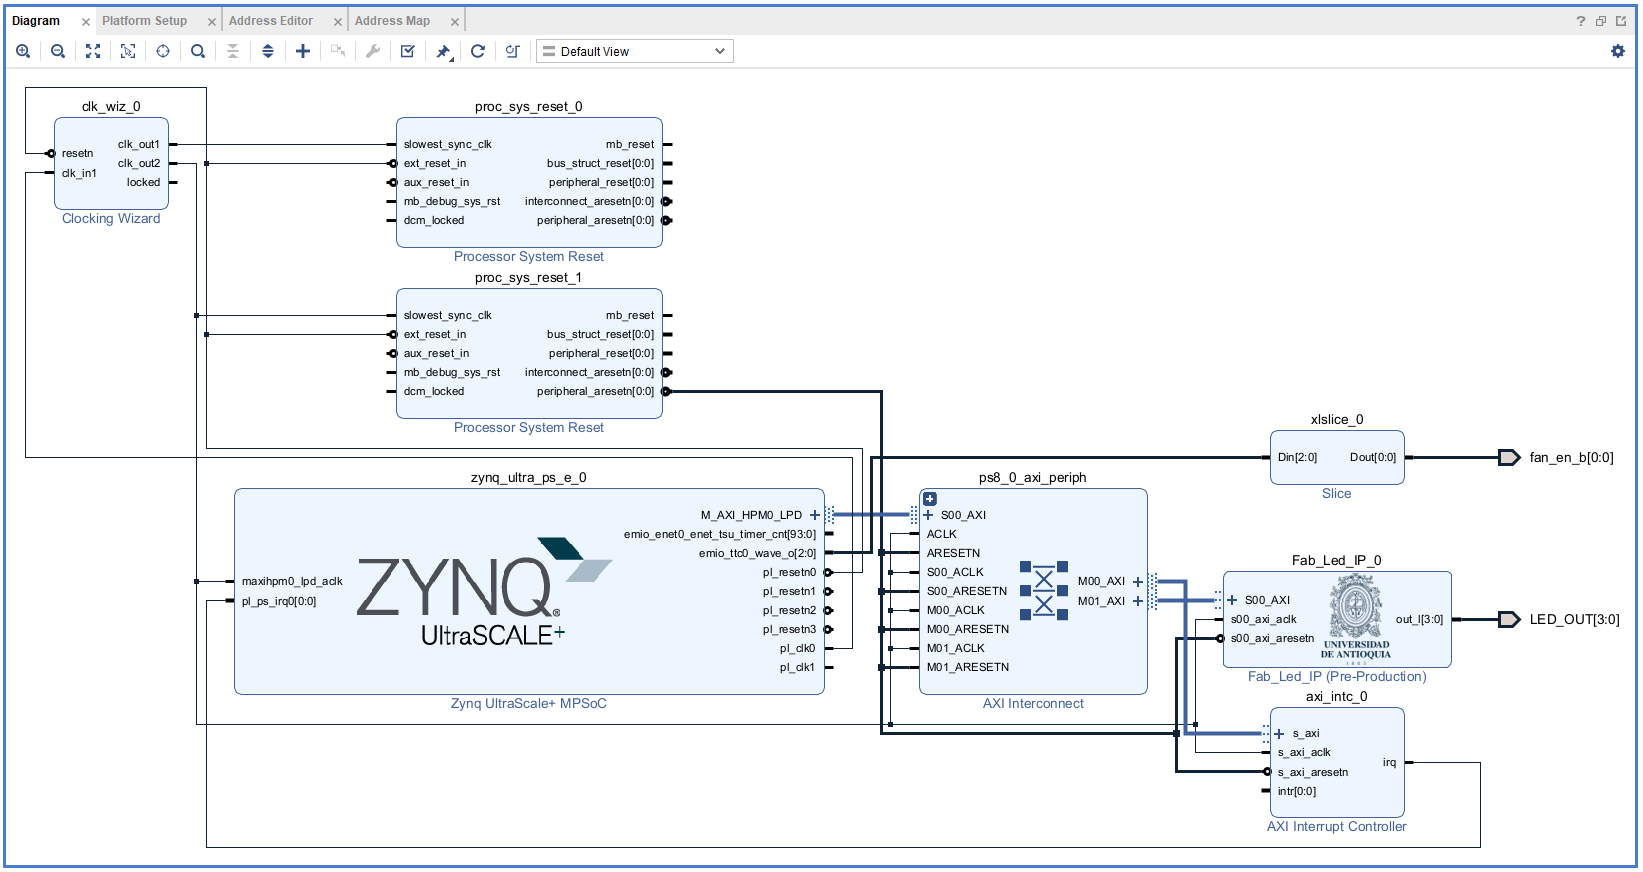 Diagram
Platform Setup
Address Editor
Address Map
Default View
clk_wiz_0
resetn
clk_in1
clk_out1
clk_out2
locked
Clocking Wizard
proc_sys_reset_0
slowest_sync_clk
ext_reset_in
aux_reset_in
mb_debug_sys_rst
dcm_locked
mb_reset
bus_struct_reset[0:0]
peripheral_reset[0:0]
interconnect_aresetn[0:0]
peripheral_aresetn[0:0]
Processor System Reset
proc_sys_reset_1
slowest_sync_clk
ext_reset_in
aux_reset_in
mb_debug_sys_rst
dcm_locked
mb_reset
bus_struct_reset[0:0]
peripheral_reset[0:0]
interconnect_aresetn[0:0]
peripheral_aresetn[0:0]
Processor System Reset
zynq_ultra_ps_e_0
maxihpm0_lpd_aclk
pl_ps_irq0[0:0]
ZYNQ
UltraSCALE+
M_AXI_HPM0_LPD
emio_enet0_enet_tsu_timer_cnt[93:0]
emio_ttc0_wave_o[2:0]
pl_resetn0
pl_resetn1
pl_resetn2
pl_resetn3
pl_clk0
pl_clk1
Zynq UltraScale+ MPSoC
ps8_0_axi_periph
S00_AXI
ACLK
ARESETN
S00_ACLK
S00_ARESETN
M00_ACLK
M00_ARESETN
M01_ACLK
M01_ARESETN
M00_AXI
M01_AXI
AXI Interconnect
xlslice_0
Din[2:0]
Dout[0:0]
Slice
fan_en_b[0:0]
Fab_Led_IP_0
S00_AXI
s00_axi_aclk
s00_axi_aresetn
UNIVERSIDAD
DE ANTIOQUIA
1803
out_l[3:0]
Fab_Led_IP (Pre-Production)
LED_OUT[3:0]
axi_intc_0
s_axi
s_axi_aclk
s_axi_aresetn
intr[0:0]
irq
AXI Interrupt Controller